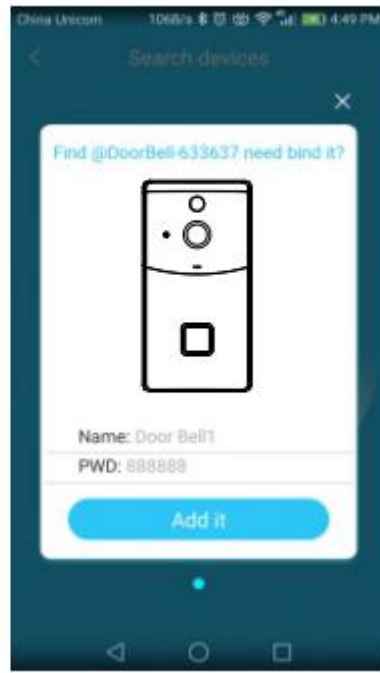 China Unicom 106B/s 4:49 PM
Search devices
Find @DoorBell-633637 need bind it?
Name: Door Bell1
PWD: 888888
Add it